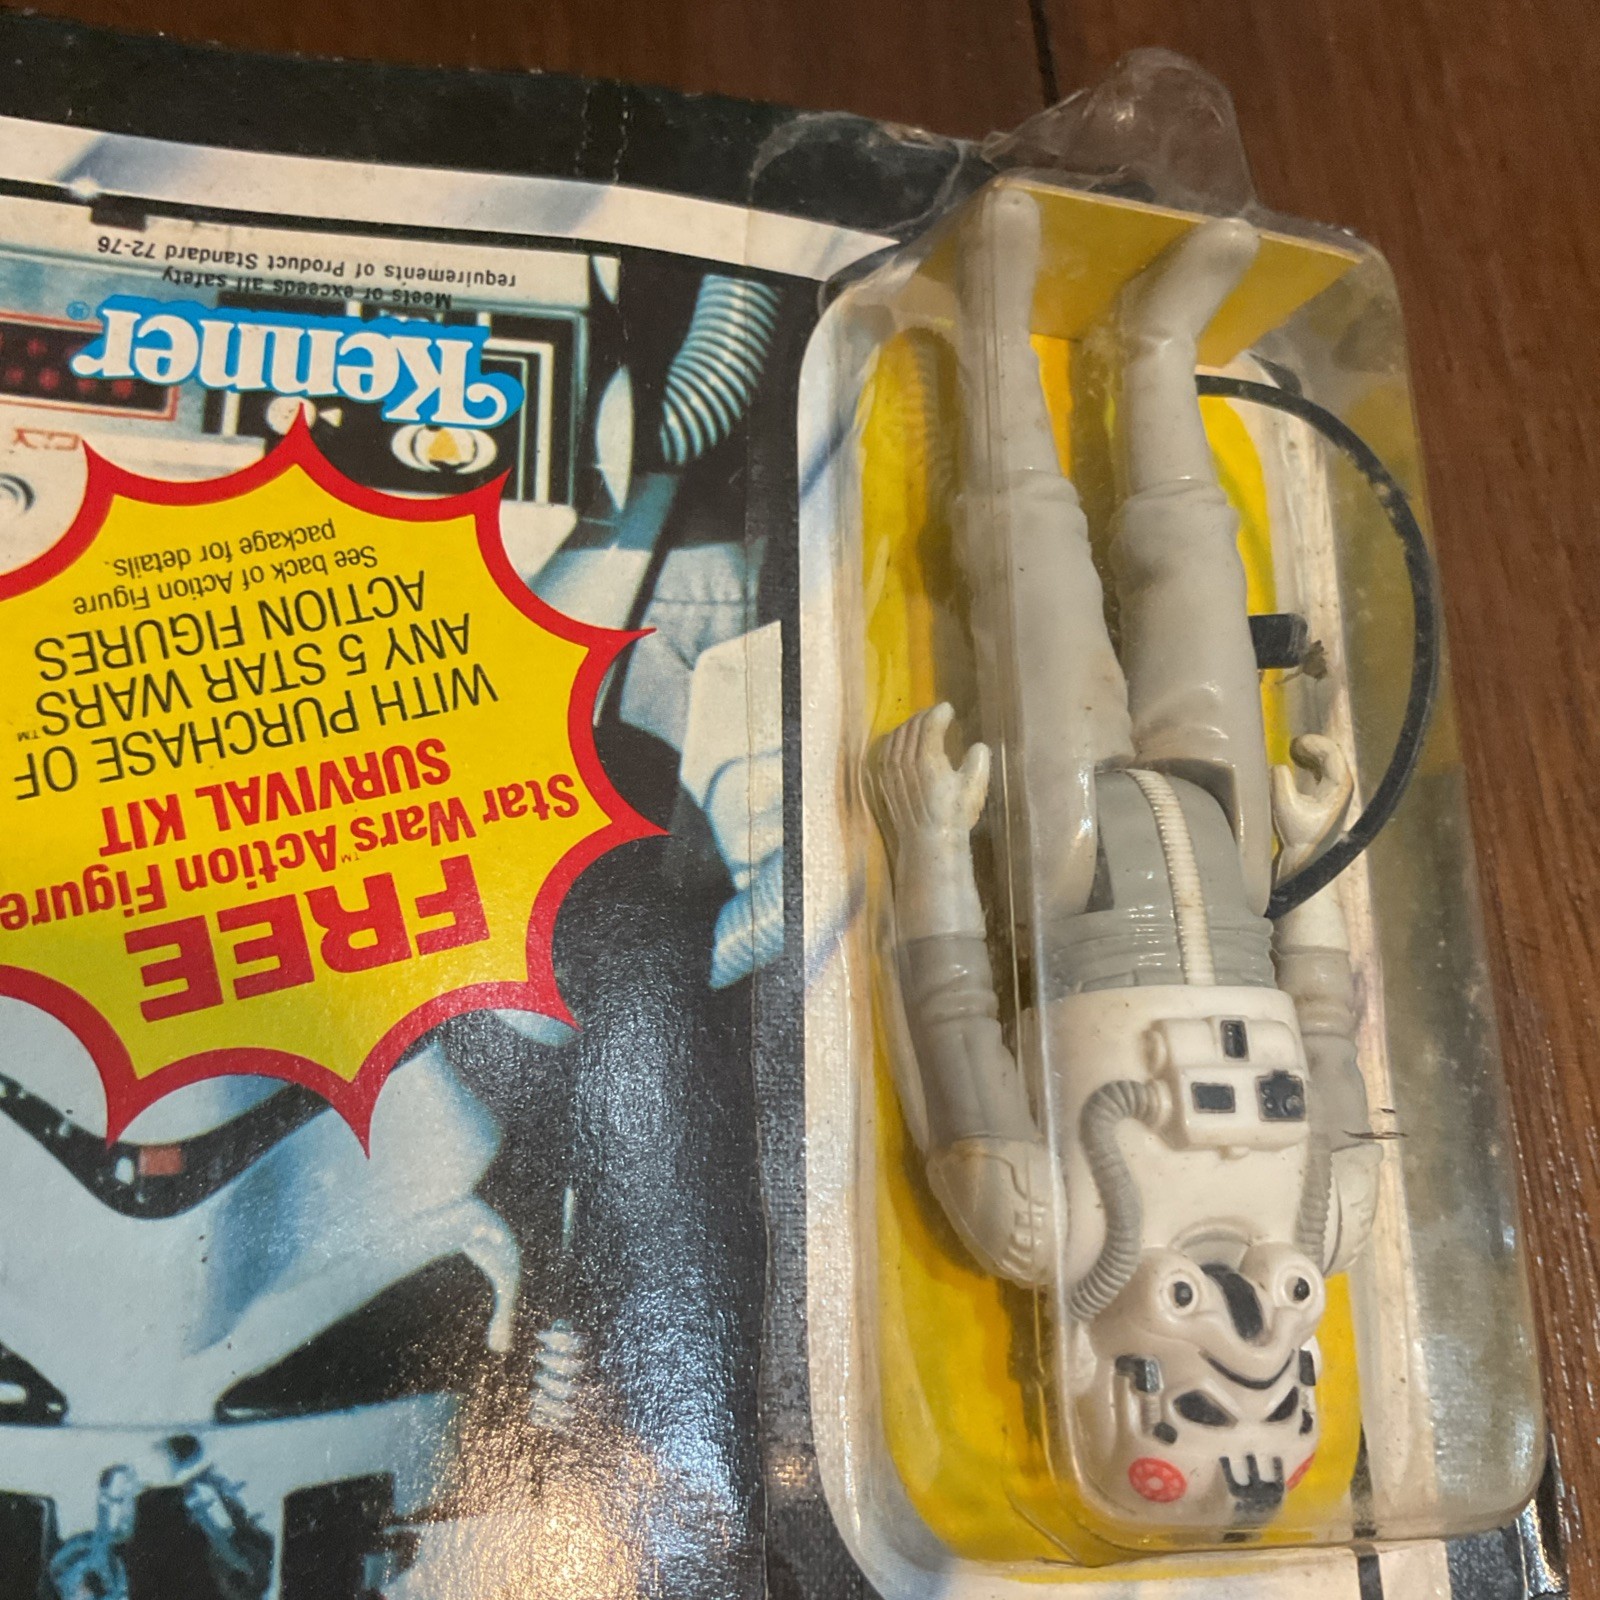 FREE
Star Wars™ Action Figure
SURVIVAL KIT
WITH PURCHASE OF
ANY 5 STAR WARS™
ACTION FIGURES
See back of Action Figure
package for details.
Kenner®
Meets or exceeds all safety
requirements of Product Standard 72-76